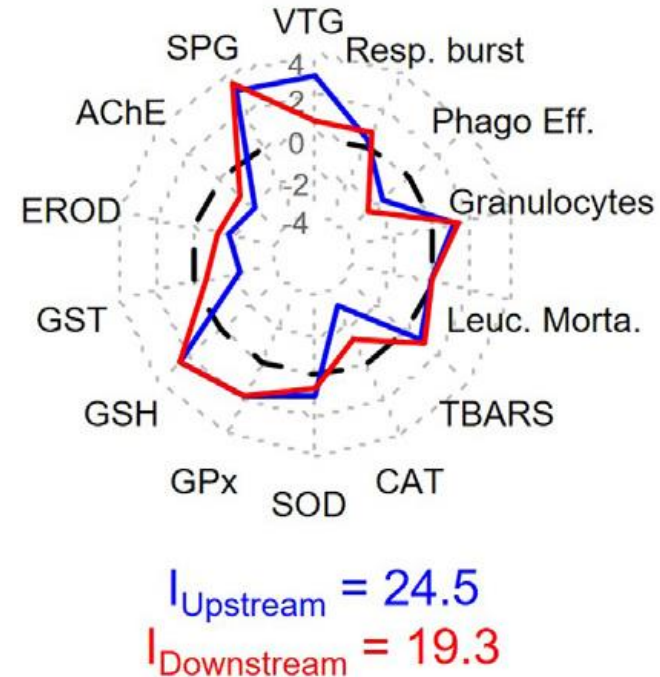 VTG
SPG
Resp. burst
4
AChE
2
Phago Eff.
0
EROD
-2
Granulocytes
-4
GST
Leuc. Morta.
GSH
TBARS
GPx
SOD
CAT
IUpstream = 24.5
IDownstream = 19.3